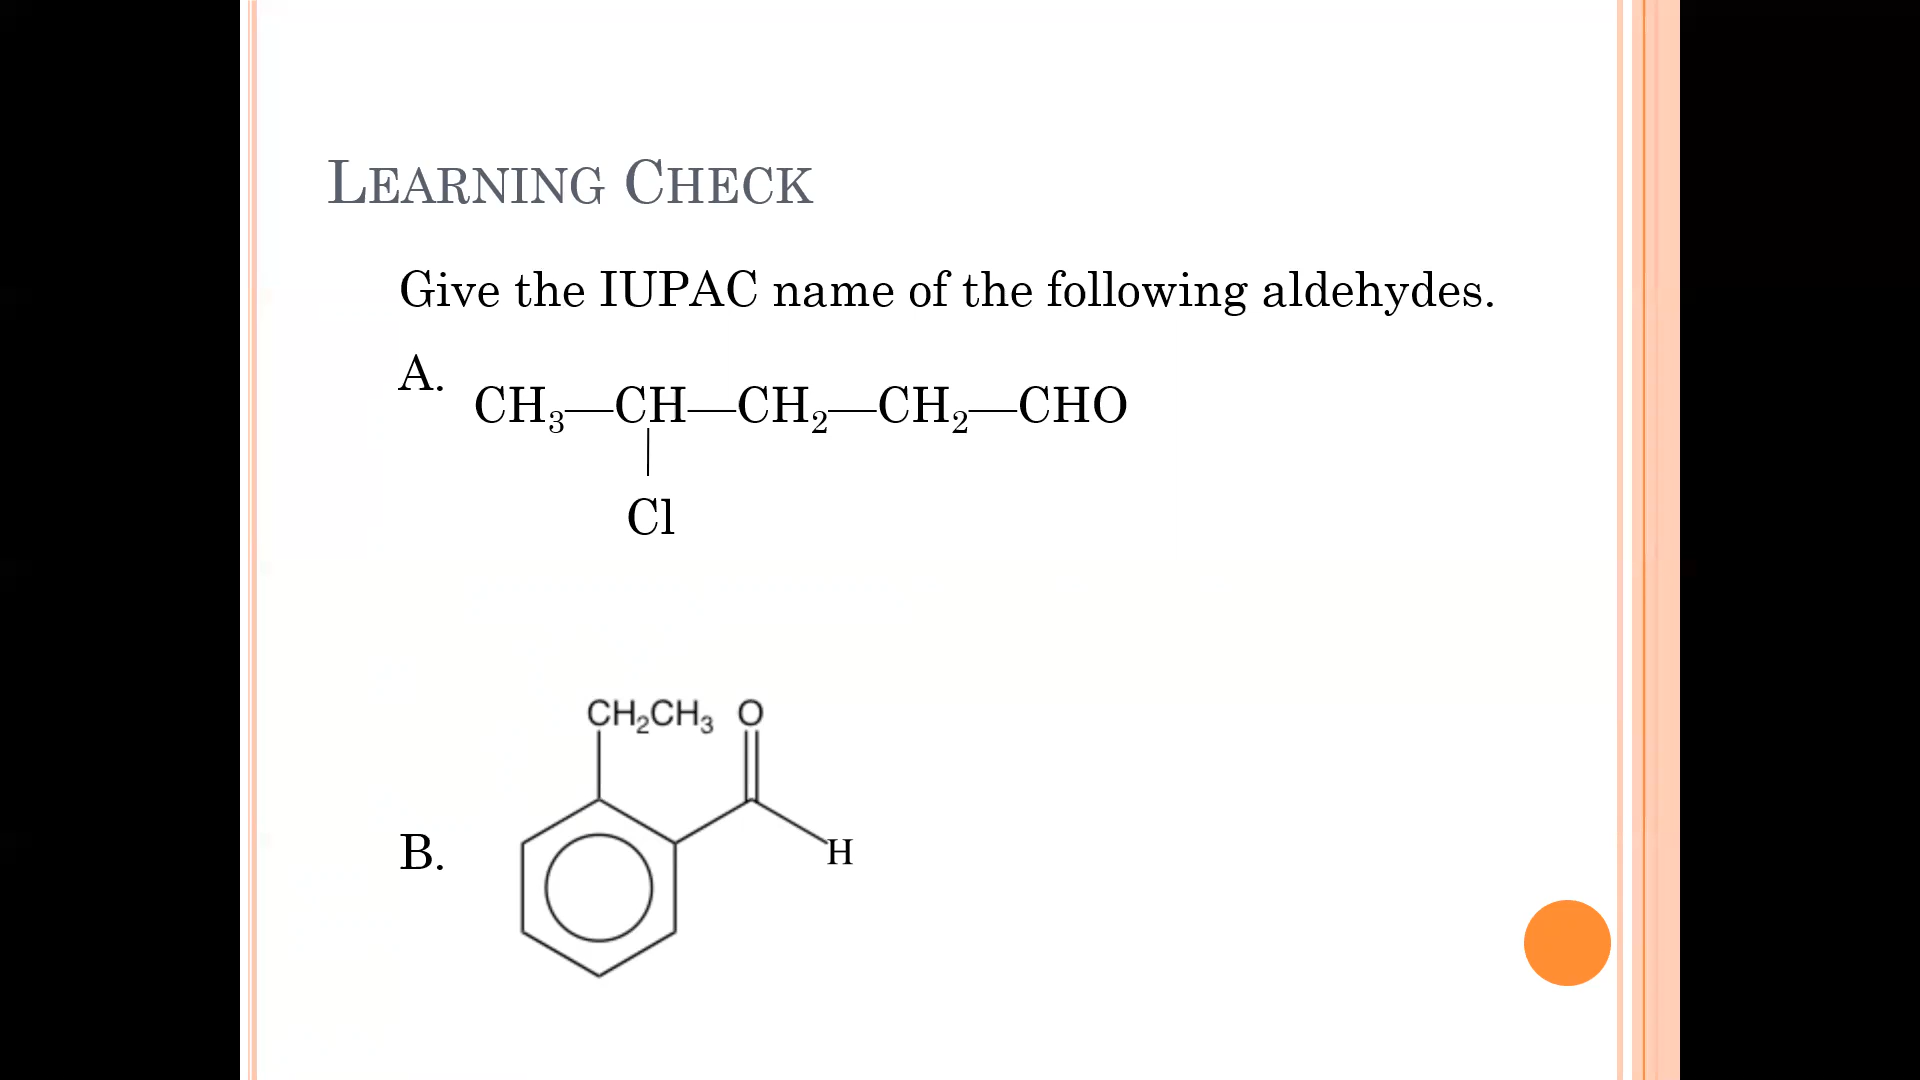 LEARNING CHECK
Give the IUPAC name of the following aldehydes.
A.
CH₃—CH—CH₂—CH₂—CHO
Cl
CH₂CH₃ O
B.
H